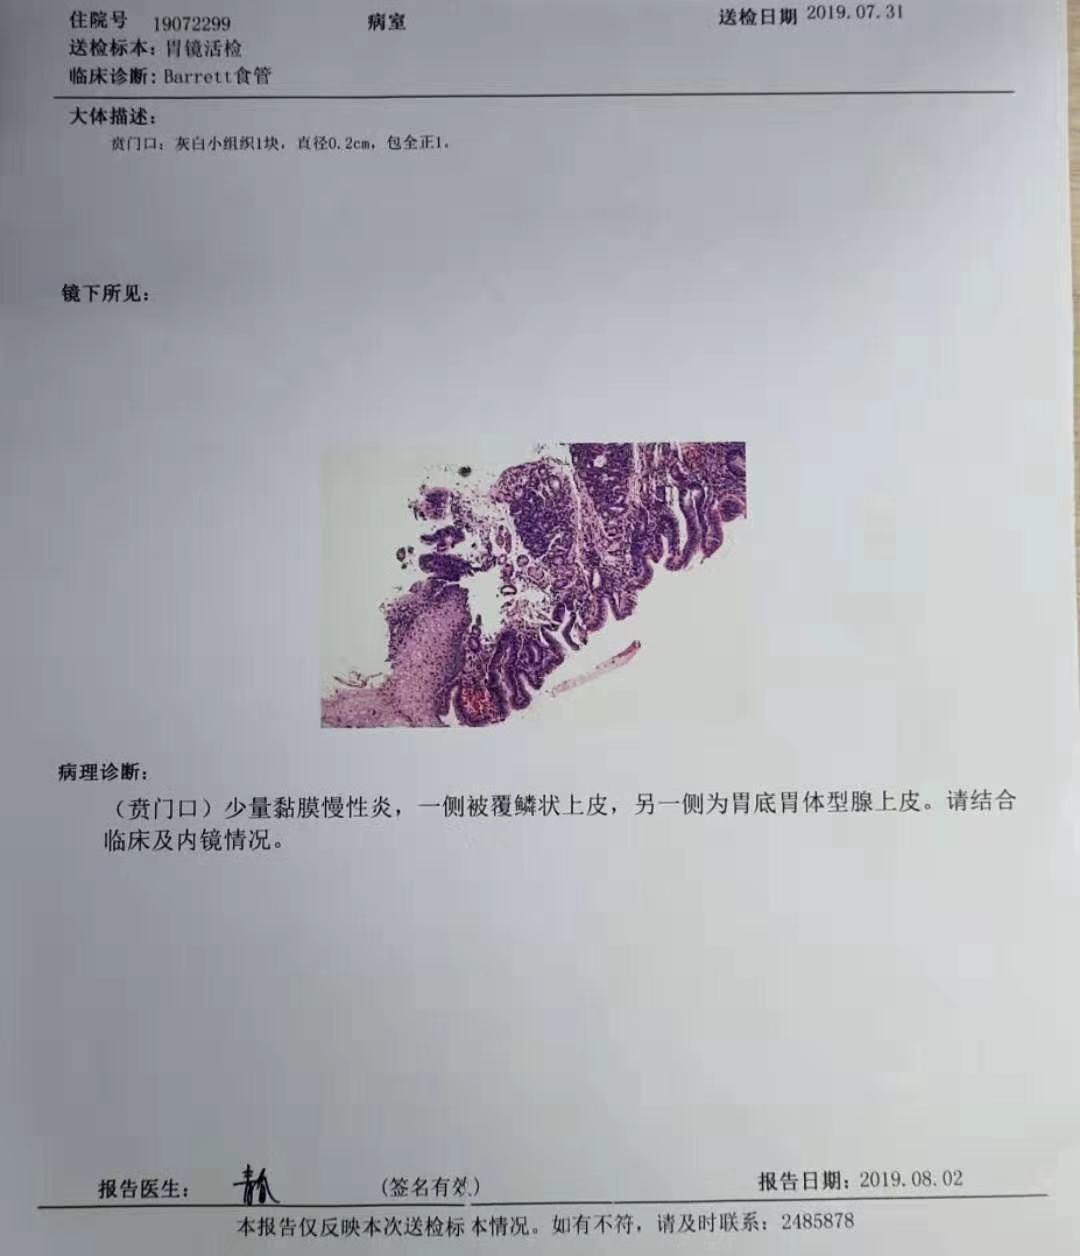 住院号 19072299 病室 送检日期 2019.07.31
送检标本：胃镜活检
临床诊断：Barrett食管
大体描述：
贲门口：灰白小组织1块，直径0.2cm，包全正1。
镜下所见：
病理诊断：
（贲门口）少量黏膜慢性炎，一侧被覆鳞状上皮，另一侧为胃底胃体型腺上皮。请结合
临床及内镜情况。
报告医生： (签名有效) 报告日期：2019.08.02
本报告仅反映本次送检标本情况。如有不符，请及时联系：2485878